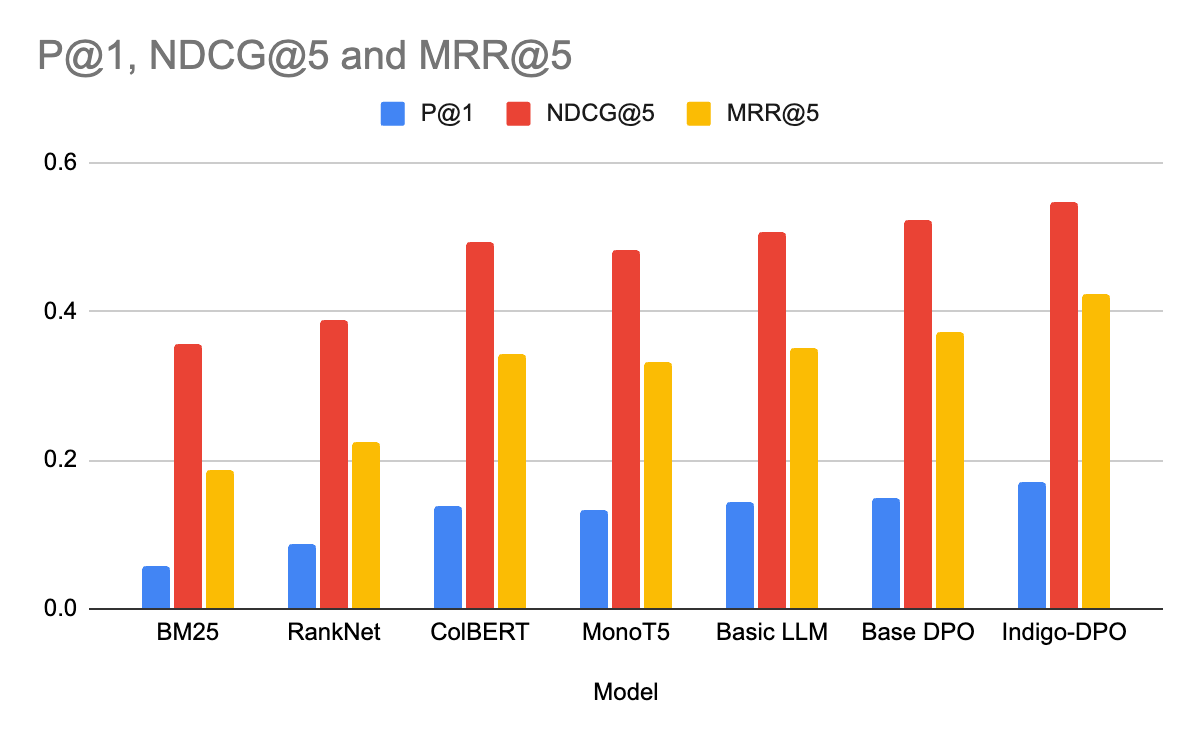 P@1, NDCG@5 and MRR@5
P@1 NDCG@5 MRR@5
0.6
0.4
0.2
0.0
BM25 RankNet ColBERT MonoT5 Basic LLM Base DPO Indigo-DPO
Model